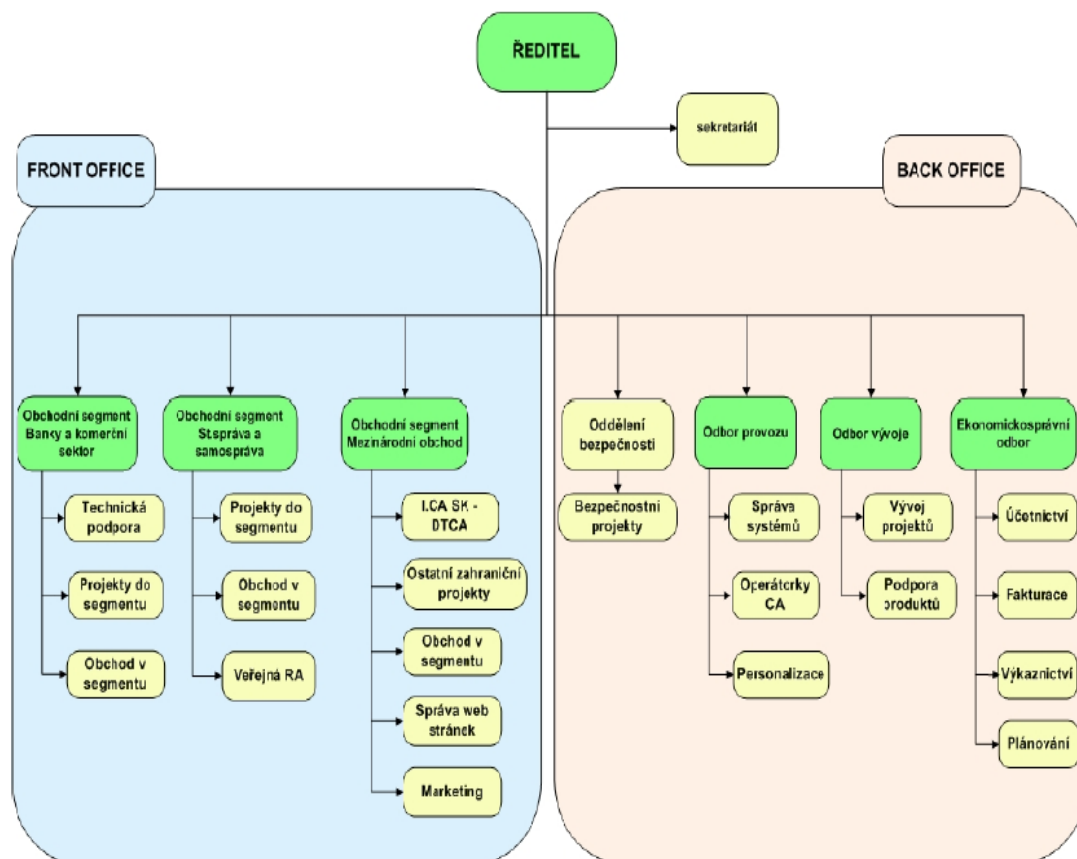 ŘEDITEL
sekretariát
FRONT OFFICE
BACK OFFICE
Obchodní segment
Banky a komerční
sektor
Technická
podpora
Projekty do
segmentu
Obchod v
segmentu
Obchodní segment
St.správa a
samospráva
Projekty do
segmentu
Obchod v
segmentu
Veřejná RA
Obchodní segment
Mezinárodní obchod
I.CA SK -
DTCA
Ostatní zahraniční
projekty
Obchod v
segmentu
Správa web
stránek
Marketing
Oddělení
bezpečnosti
Bezpečnostní
projekty
Odbor provozu
Správa
systémů
Operátorky
CA
Personalizace
Odbor vývoje
Vývoj
projektů
Podpora
produktů
Ekonomickosprávní
odbor
Účetnictví
Fakturace
Výkaznictví
Plánování